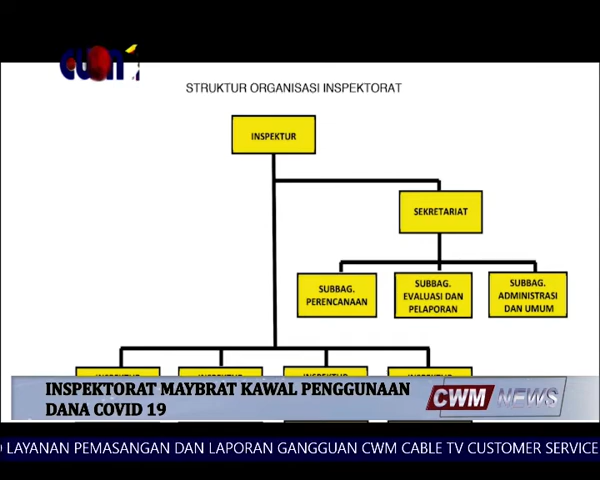 CUON
STRUKTUR ORGANISASI INSPEKTORAT
INSPEKTUR
SEKRETARIAT
SUBBAG.
PERENCANAAN
SUBBAG.
EVALUASI DAN
PELAPORAN
SUBBAG.
ADMINISTRASI
DAN UMUM
INSPEKTORAT MAYBRAT KAWAL PENGGUNAAN
DANA COVID 19
CWM NEWS
LAYANAN PEMASANGAN DAN LAPORAN GANGGUAN CWM CABLE TV CUSTOMER SERVICE